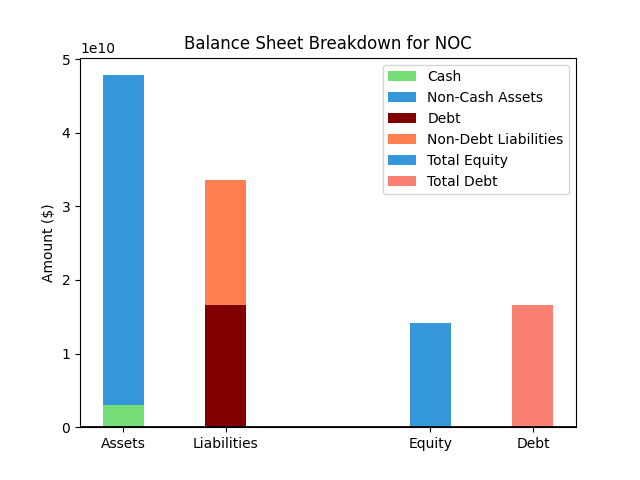 Balance Sheet Breakdown for NOC
1e10
5
4
3
2
1
0
Amount ($)
Cash
Non-Cash Assets
Debt
Non-Debt Liabilities
Total Equity
Total Debt
Assets
Liabilities
Equity
Debt